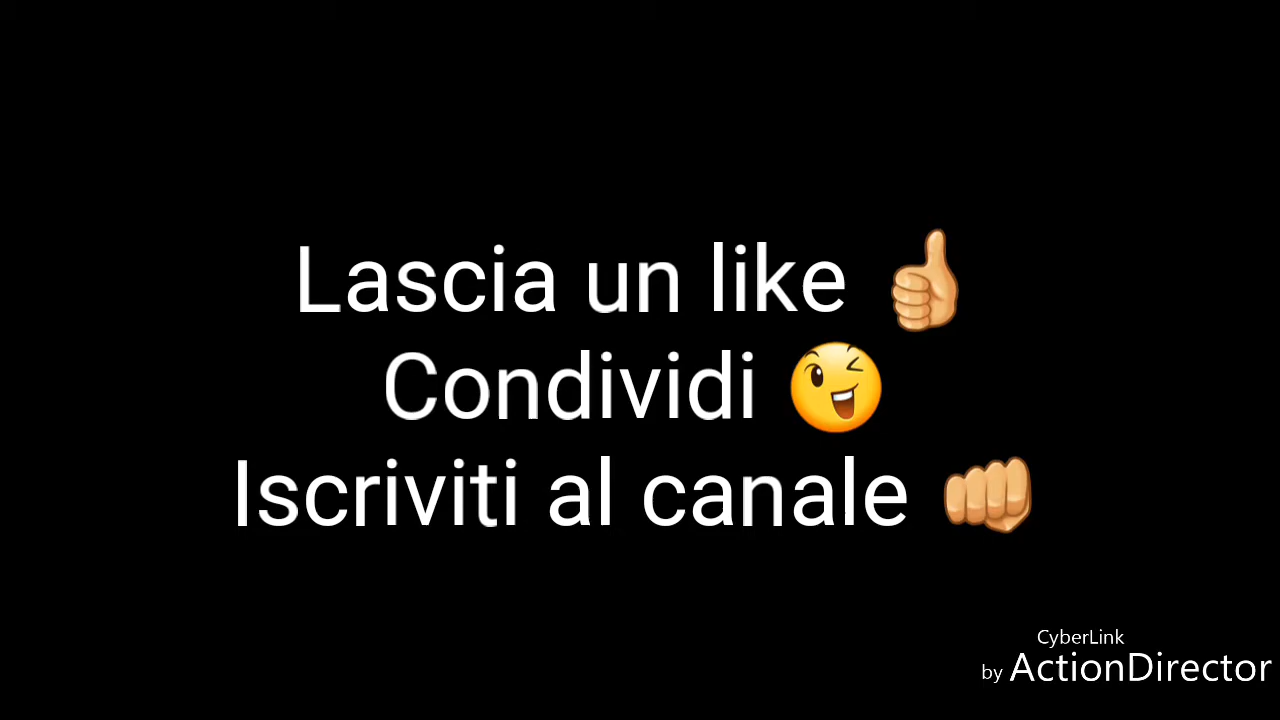 Lascia un like 👍
Condividi 😉
Iscriviti al canale 👊
CyberLink
by ActionDirector